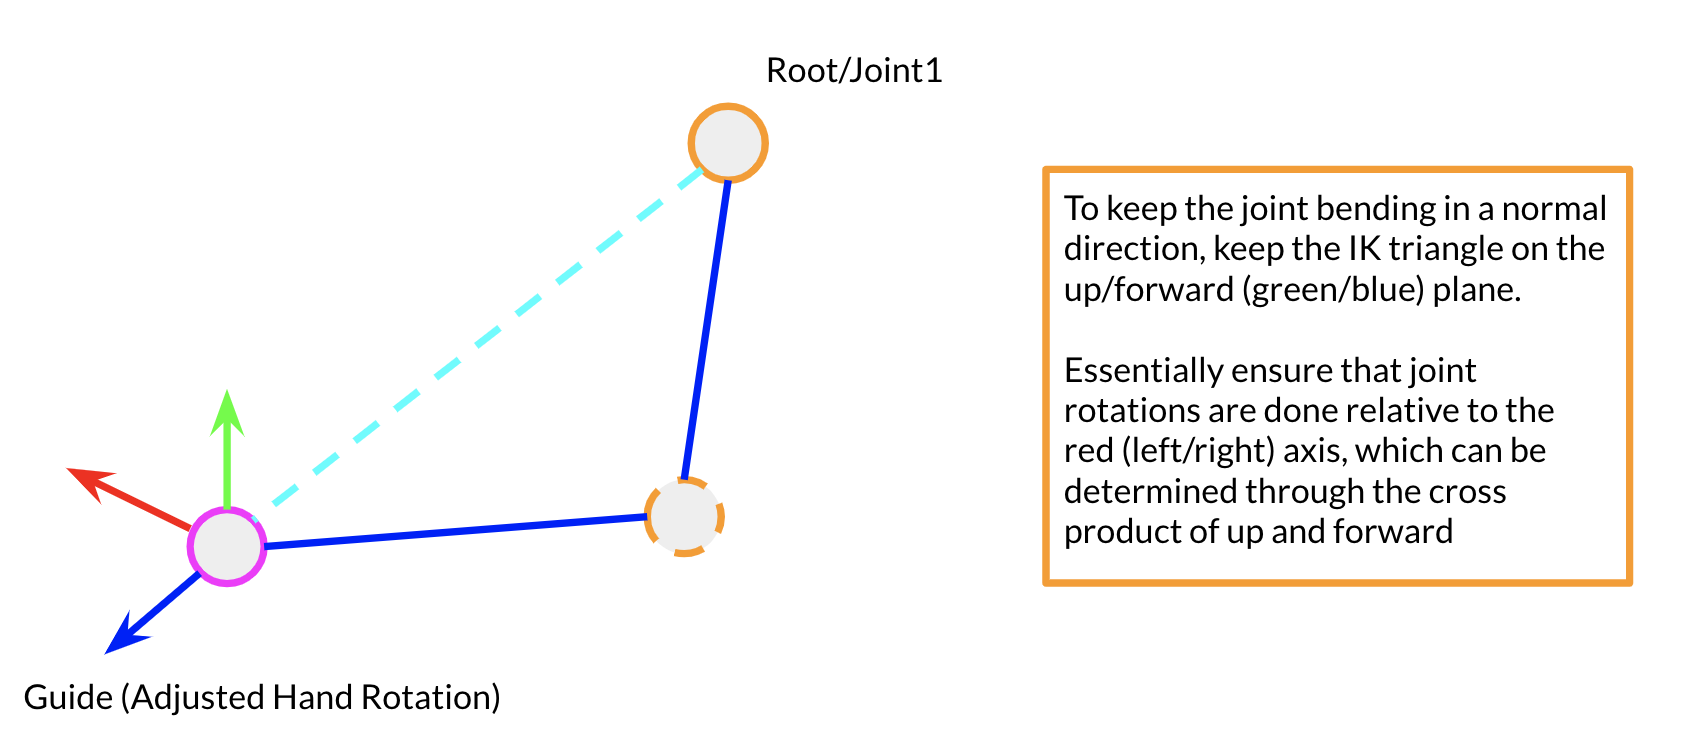 Root/Joint1
To keep the joint bending in a normal
direction, keep the IK triangle on the
up/forward (green/blue) plane.
Essentially ensure that joint
rotations are done relative to the
red (left/right) axis, which can be
determined through the cross
product of up and forward
Guide (Adjusted Hand Rotation)